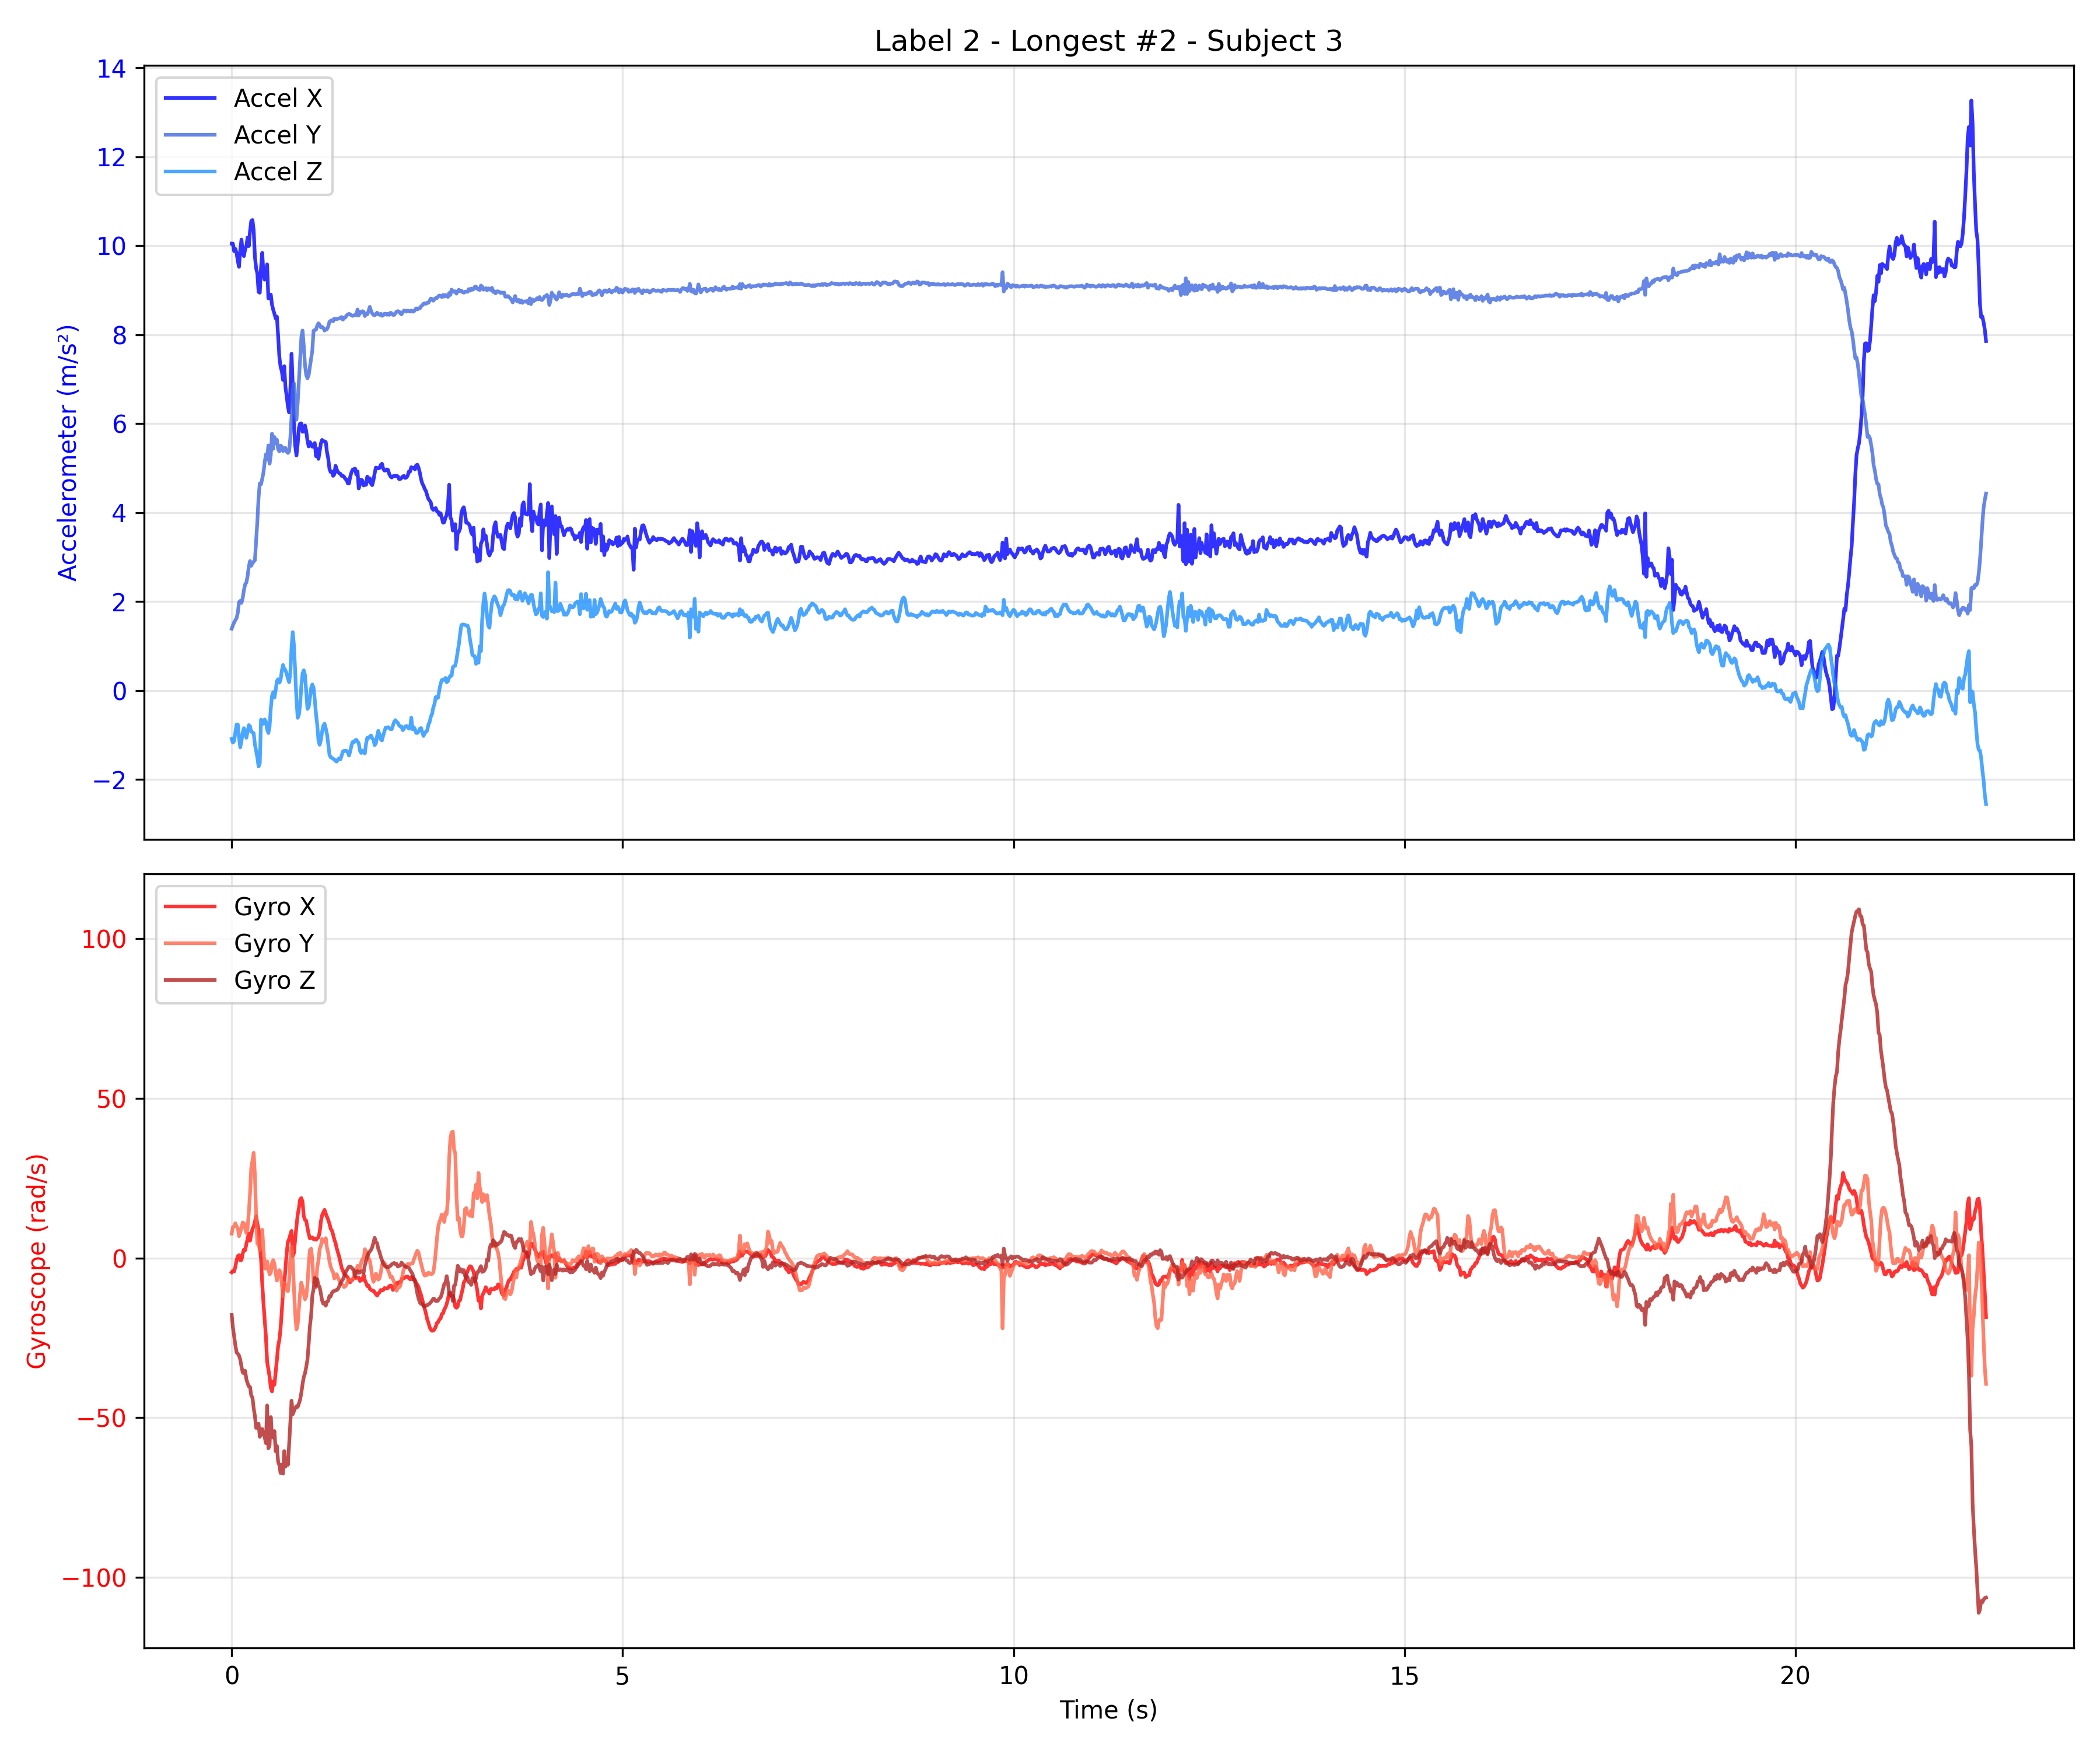 Label 2 - Longest #2 - Subject 3
Accelerometer (m/s²)
14
12
10
8
6
4
2
0
−2
Accel X
Accel Y
Accel Z
Gyroscope (rad/s)
100
50
0
−50
−100
Gyro X
Gyro Y
Gyro Z
0 5 10 15 20
Time (s)